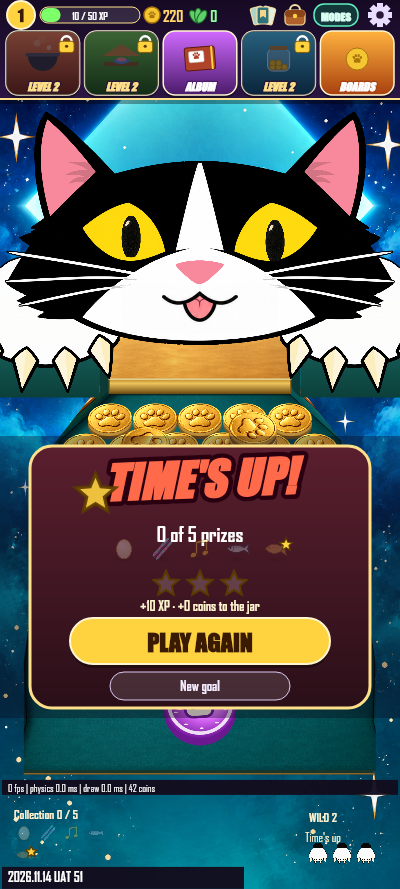 1
10 / 50 XP
220
0
MODES
LEVEL 2
LEVEL 2
ALBUM
LEVEL 2
BOARDS
TIME'S UP!
0 of 5 prizes
+10 XP · +0 coins to the jar
PLAY AGAIN
New goal
0 fps | physics 0.0 ms | draw 0.0 ms | 42 coins
Collection 0 / 5
WILD 2
Time's up
2026.11.14 UAT 51